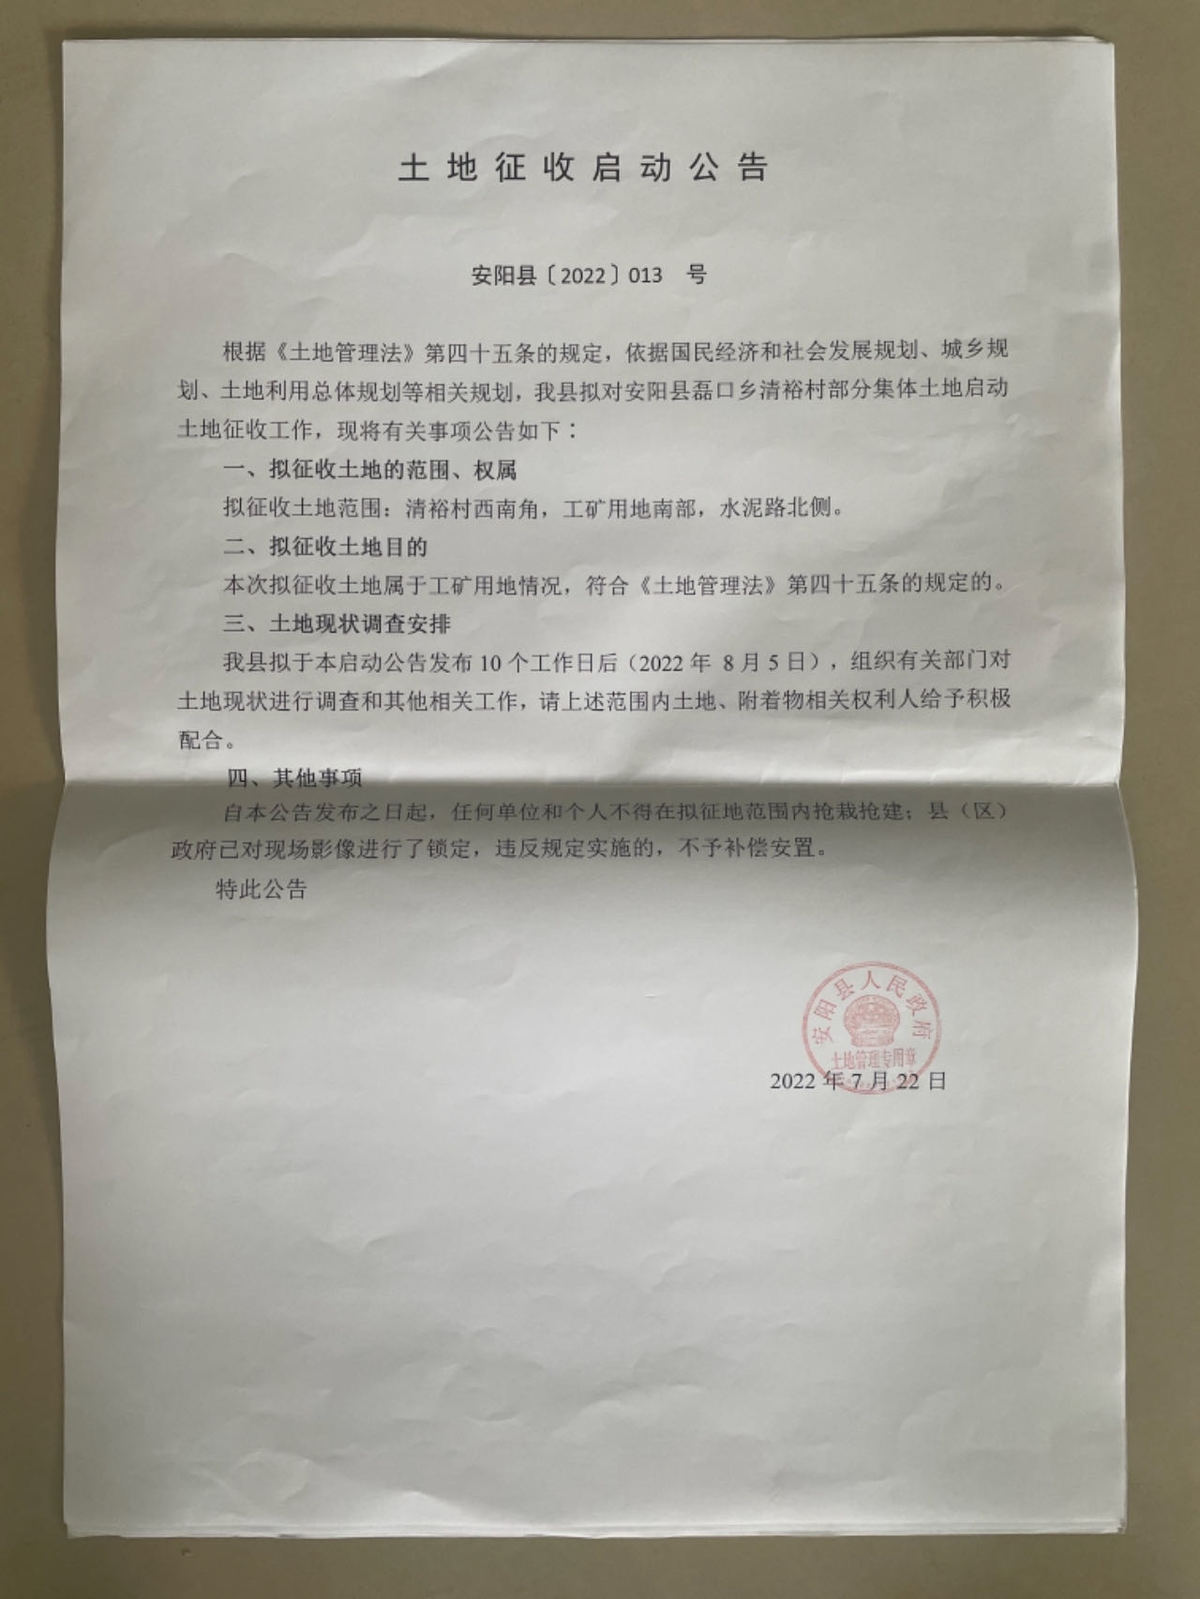 土地征收启动公告
安阳县〔2022〕013 号
根据《土地管理法》第四十五条的规定，依据国民经济和社会发展规划、城乡规
划、土地利用总体规划等相关规划，我县拟对安阳县磊口乡清裕村部分集体土地启动
土地征收工作，现将有关事项公告如下：
一、拟征收土地的范围、权属
拟征收土地范围：清裕村西南角，工矿用地南部，水泥路北侧。
二、拟征收土地目的
本次拟征收土地属于工矿用地情况，符合《土地管理法》第四十五条的规定的。
三、土地现状调查安排
我县拟于本启动公告发布 10 个工作日后（2022 年 8 月 5 日），组织有关部门对
土地现状进行调查和其他相关工作，请上述范围内土地、附着物相关权利人给予积极
配合。
四、其他事项
自本公告发布之日起，任何单位和个人不得在拟征地范围内抢栽抢建；县（区）
政府已对现场影像进行了锁定，违反规定实施的，不予补偿安置。
特此公告
安阳县人民政府
土地管理专用章
2022 年 7 月 22 日